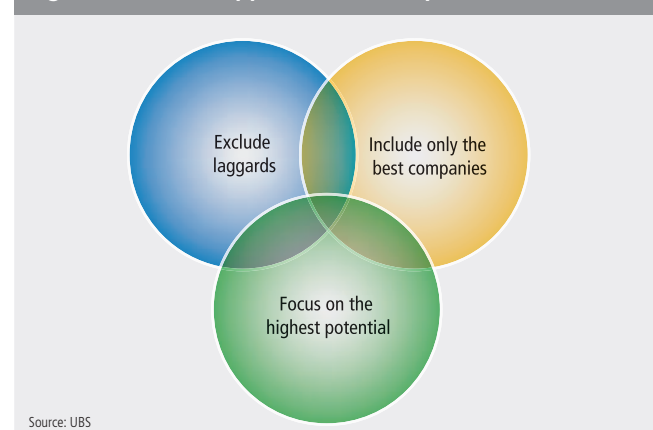 Exclude
laggards
Include only the
best companies
Focus on the
highest potential
Source: UBS